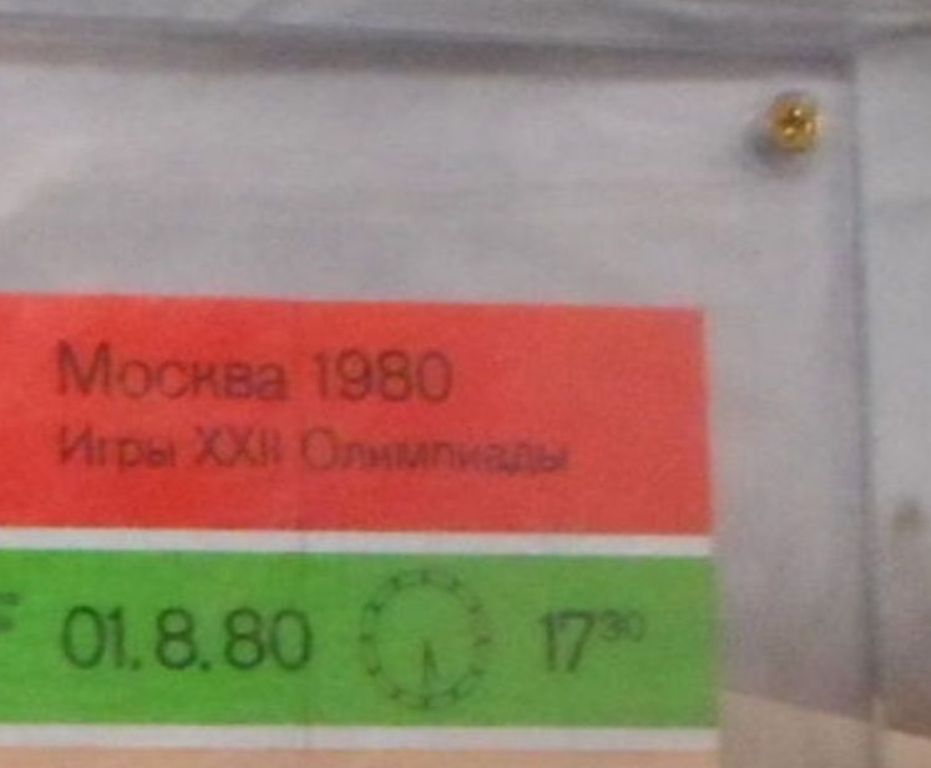 Москва 1980
Игры XXII Олимпиады
01.8.80 17³⁰